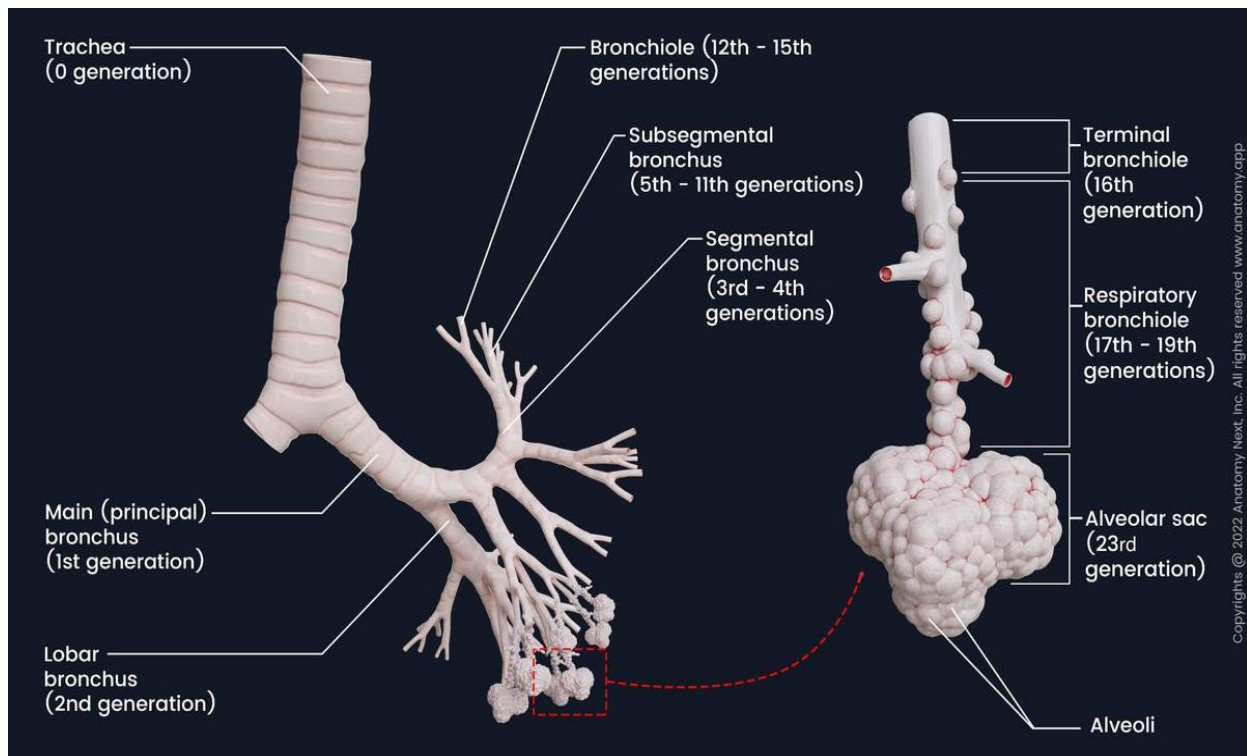 Trachea
(0 generation)
Bronchiole (12th - 15th
generations)
Subsegmental
bronchus
(5th - 11th generations)
Segmental
bronchus
(3rd - 4th
generations)
Main (principal)
bronchus
(1st generation)
Lobar
bronchus
(2nd generation)
Terminal
bronchiole
(16th
generation)
Respiratory
bronchiole
(17th - 19th
generations)
Alveolar sac
(23rd
generation)
Alveoli
Copyrights @ 2022 Anatomy Next, Inc. All rights reserved www.anatomy.app